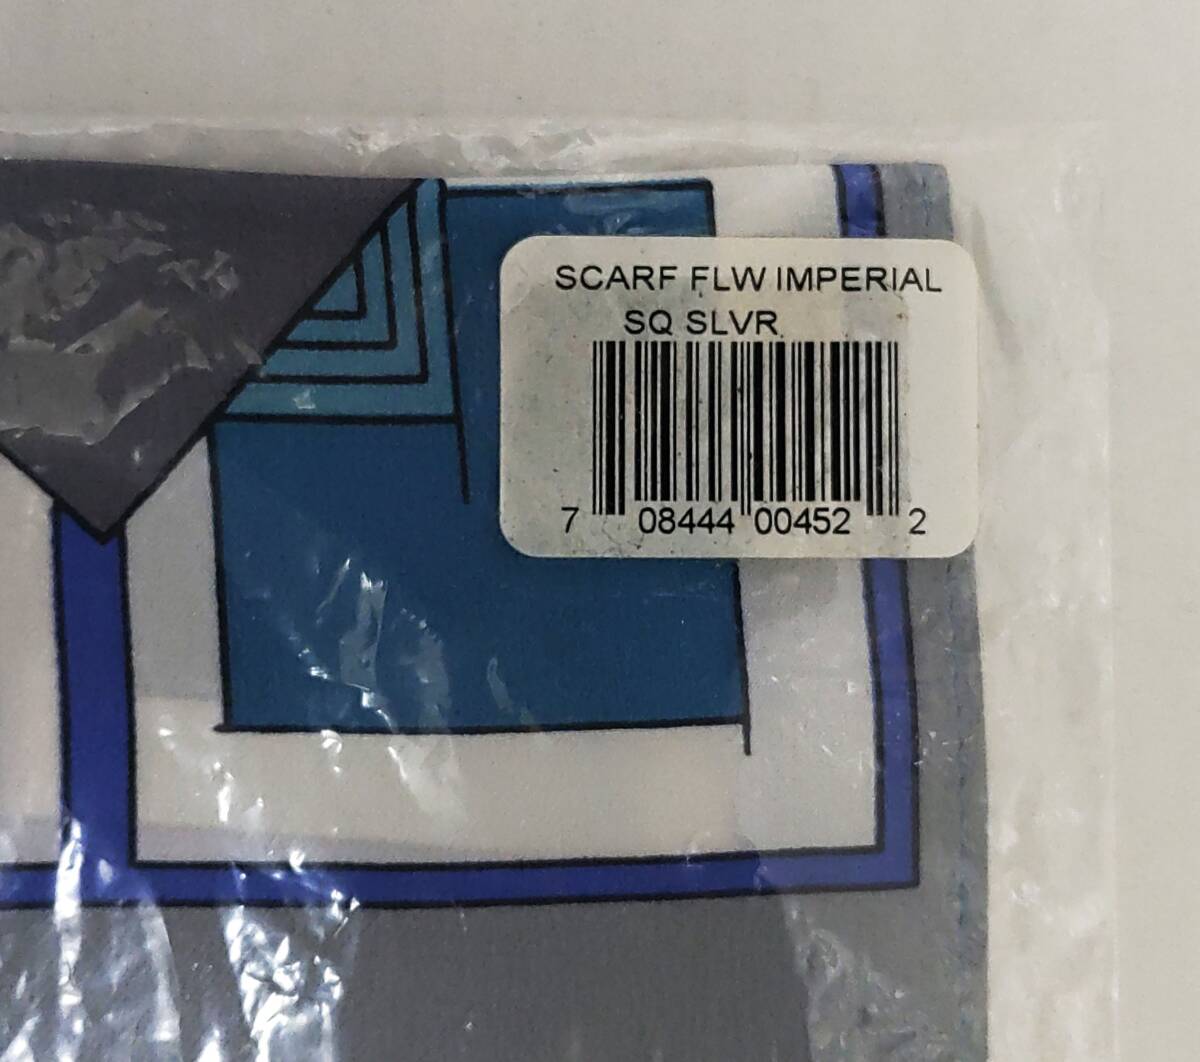 SCARF FLW IMPERIAL
SQ SLVR
7 08444 00452 2